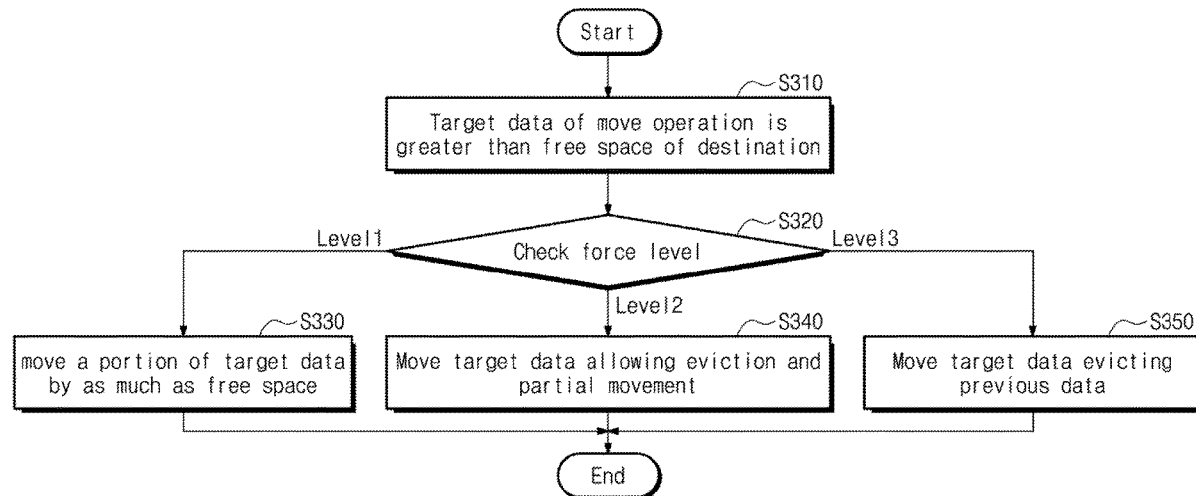 Start
S310
Target data of move operation is
greater than free space of destination
S320
Level1
Check force level
Level3
Level2
S330
move a portion of target data
by as much as free space
S340
Move target data allowing eviction and
partial movement
S350
Move target data evicting
previous data
End